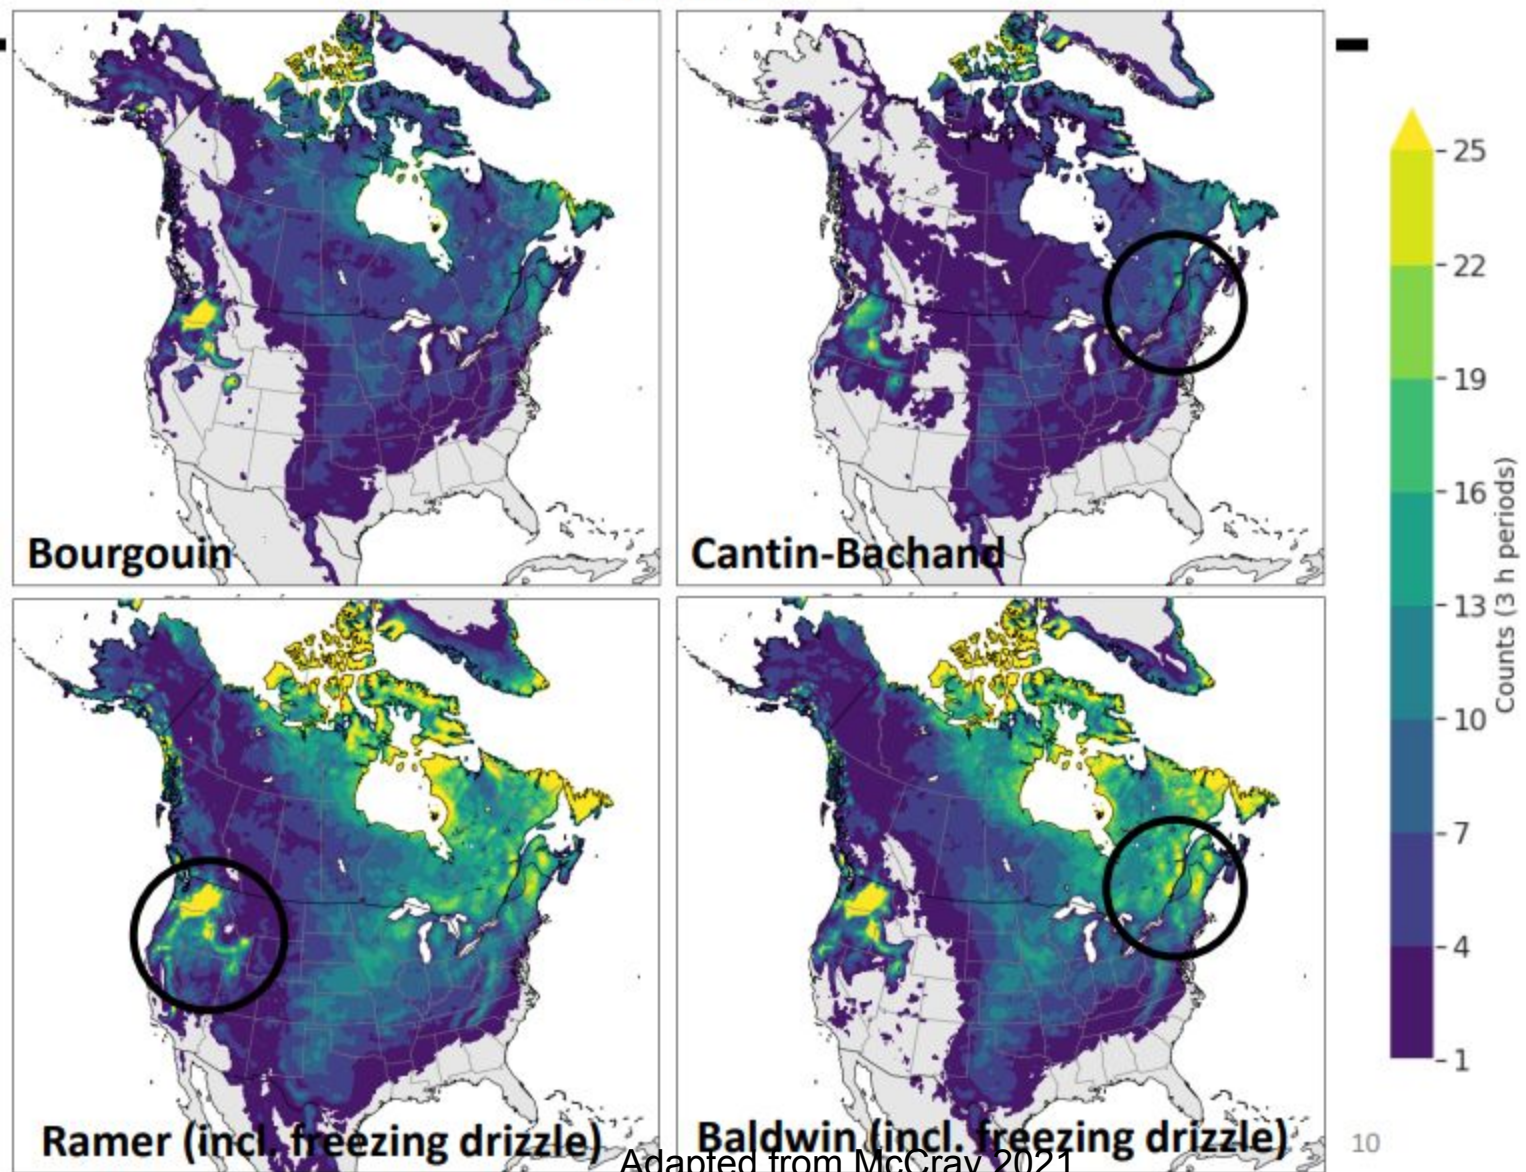 Bourgouin
Cantin-Bachand
Ramer (incl. freezing drizzle)
Baldwin (incl. freezing drizzle)
Adapted from McCray 2021
25
22
19
16
13
10
7
4
1
Counts (3 h periods)
10